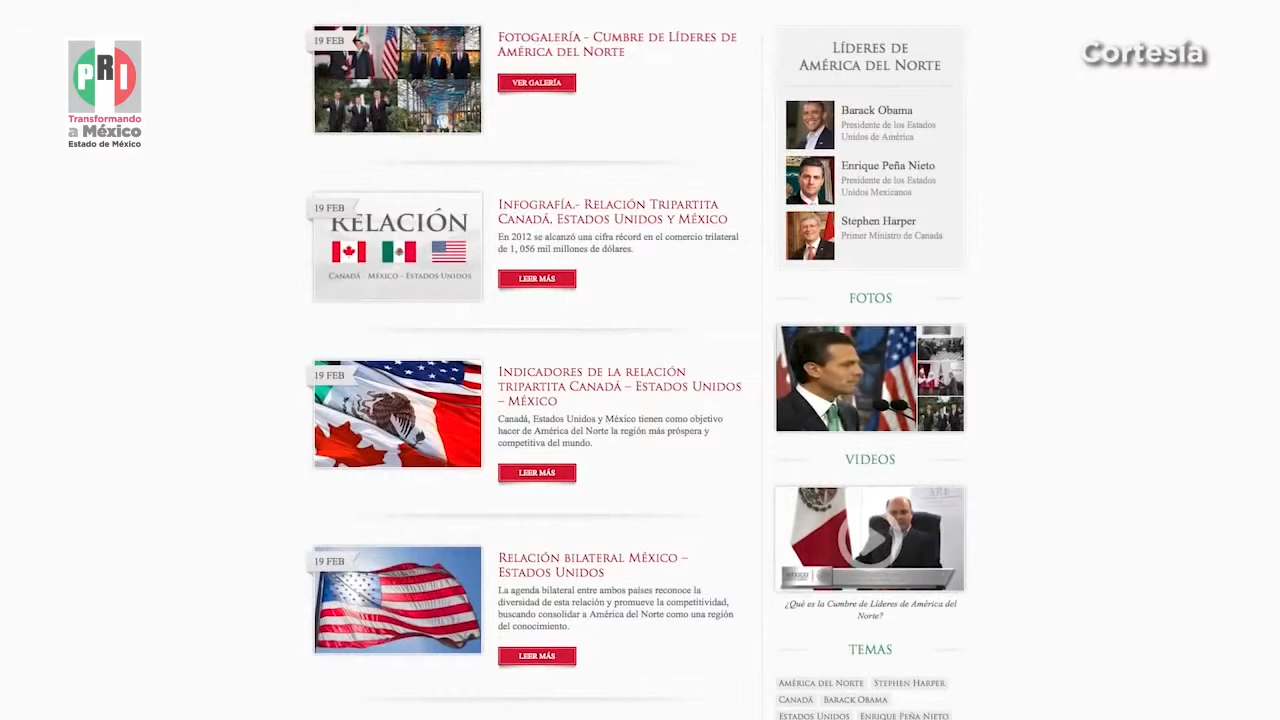 PRI
Transformando
a México
Estado de México
Cortesía
19 FEB
Fotogalería - Cumbre de Líderes de
América del Norte
VER GALERÍA
19 FEB
RELACIÓN
CANADÁ - MÉXICO - ESTADOS UNIDOS
Infografía.- Relación Tripartita
Canadá, Estados Unidos y México
En 2012 se alcanzó una cifra récord en el comercio trilateral
de 1, 056 mil millones de dólares.
LEER MÁS
19 FEB
Indicadores de la relación
tripartita Canadá – Estados Unidos
– México
Canadá, Estados Unidos y México tienen como objetivo
hacer de América del Norte la región más próspera y
competitiva del mundo.
LEER MÁS
19 FEB
Relación bilateral México –
Estados Unidos
La agenda bilateral entre ambos países reconoce la
diversidad de esta relación y promueve la competitividad,
buscando consolidar a América del Norte como una región
del conocimiento.
LEER MÁS
Líderes de
América del Norte
Barack Obama
Presidente de los Estados
Unidos de América
Enrique Peña Nieto
Presidente de los Estados
Unidos Mexicanos
Stephen Harper
Primer Ministro de Canada
FOTOS
VIDEOS
SRE
MÉXICO
¿Qué es la Cumbre de Líderes de América del
Norte?
TEMAS
América del Norte Stephen Harper
Canadá Barack Obama
Estados Unidos Enrique Peña Nieto